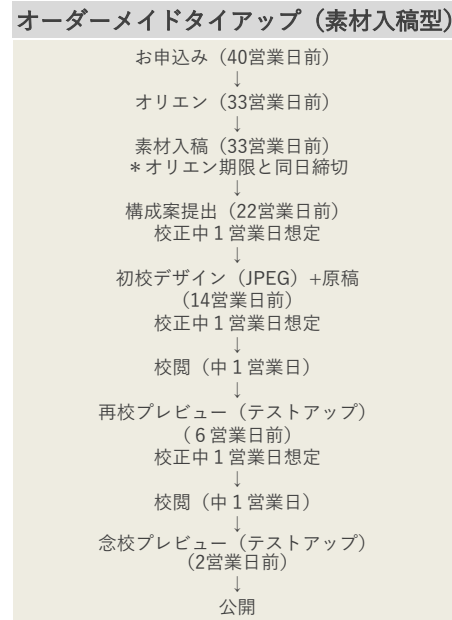 オーダーメイドタイアップ（素材入稿型）
お申込み（40営業日前）
↓
オリエン（33営業日前）
↓
素材入稿（33営業日前）
＊オリエン期限と同日締切
↓
構成案提出（22営業日前）
校正中１営業日想定
↓
初校デザイン（JPEG）+原稿
（14営業日前）
校正中１営業日想定
↓
校閲（中１営業日）
↓
再校プレビュー（テストアップ）
（６営業日前）
校正中１営業日想定
↓
校閲（中１営業日）
↓
念校プレビュー（テストアップ）
（2営業日前）
↓
公開